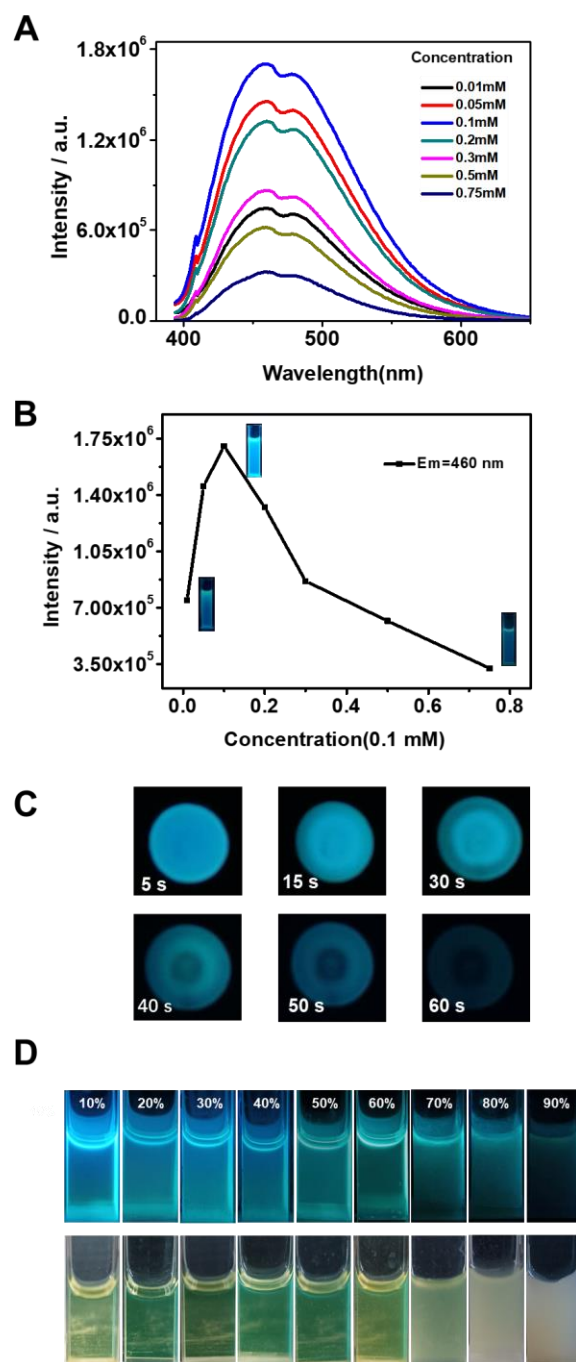 A
1.8x10⁶
1.2x10⁶
6.0x10⁵
0.0
Intensity / a.u.
Concentration
0.01mM
0.05mM
0.1mM
0.2mM
0.3mM
0.5mM
0.75mM
400 500 600
Wavelength(nm)
B
1.75x10⁶
1.40x10⁶
1.05x10⁶
7.00x10⁵
3.50x10⁵
Intensity / a.u.
Em=460 nm
0.0 0.2 0.4 0.6 0.8
Concentration(0.1 mM)
C
5 s 15 s 30 s
40 s 50 s 60 s
D
10% 20% 30% 40% 50% 60% 70% 80% 90%